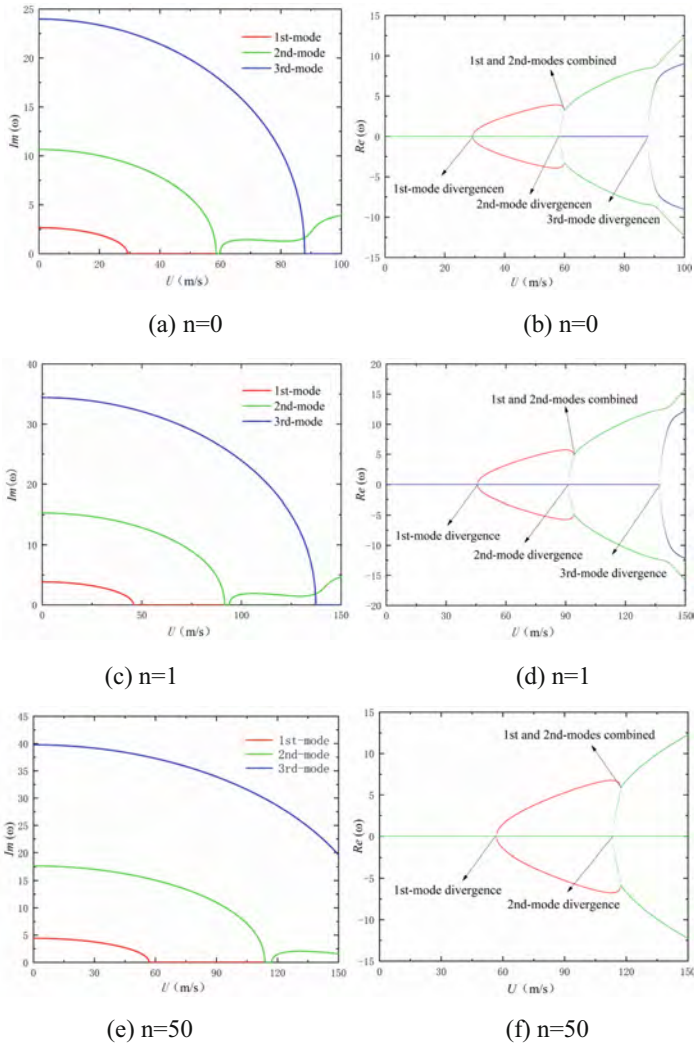 25
20
15
10
5
0
Im(ω)
1st-mode
2nd-mode
3rd-mode
0 20 40 60 80 100
U (m/s)
(a) n=0
15
10
5
0
-5
-10
-15
Re(ω)
1st and 2nd-modes combined
1st-mode divergencen
2nd-mode divergencen
3rd-mode divergencen
0 20 40 60 80 100
U (m/s)
(b) n=0
40
30
20
10
0
Im(ω)
1st-mode
2nd-mode
3rd-mode
0 50 100 150
U (m/s)
(c) n=1
20
15
10
5
0
-5
-10
-15
-20
Re(ω)
1st and 2nd-modes combined
1st-mode divergence
2nd-mode divergence
3rd-mode divergence
0 30 60 90 120 150
U (m/s)
(d) n=1
45
40
35
30
25
20
15
10
5
0
Im(ω)
1st-mode
2nd-mode
3rd-mode
0 30 60 90 120 150
U (m/s)
(e) n=50
15
10
5
0
-5
-10
-15
Re(ω)
1st and 2nd-modes combined
1st-mode divergence
2nd-mode divergence
0 30 60 90 120 150
U (m/s)
(f) n=50